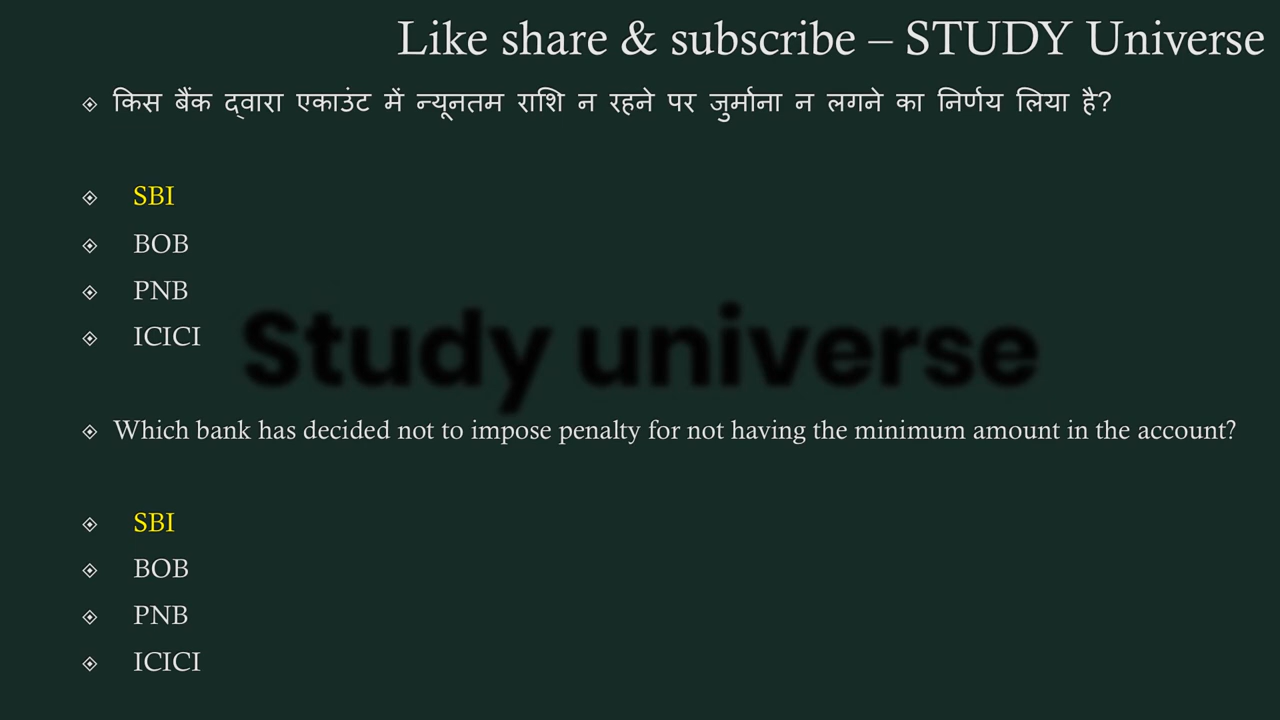 Like share & subscribe – STUDY Universe
किस बैंक द्वारा एकाउंट में न्यूनतम राशि न रहने पर जुर्माना न लगने का निर्णय लिया है?
SBI
BOB
PNB
ICICI
Study universe
Which bank has decided not to impose penalty for not having the minimum amount in the account?
SBI
BOB
PNB
ICICI